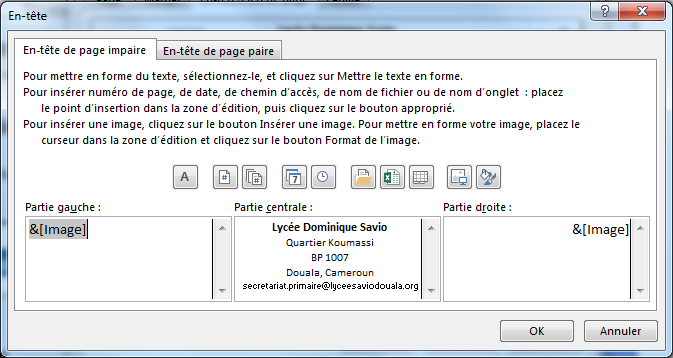 En-tête
En-tête de page impaire
En-tête de page paire
Pour mettre en forme du texte, sélectionnez-le, et cliquez sur Mettre le texte en forme.
Pour insérer numéro de page, de date, de chemin d'accès, de nom de fichier ou de nom d'onglet : placez
le point d'insertion dans la zone d'édition, puis cliquez sur le bouton approprié.
Pour insérer une image, cliquez sur le bouton Insérer une image. Pour mettre en forme votre image, placez le
curseur dans la zone d'édition et cliquez sur le bouton Format de l'image.
A
Partie gauche :
Partie centrale :
Partie droite :
&[Image]
Lycée Dominique Savio
Quartier Koumassi
BP 1007
Douala, Cameroun
secretariat.primaire@lyceesaviodouala.org
&[Image]
OK
Annuler